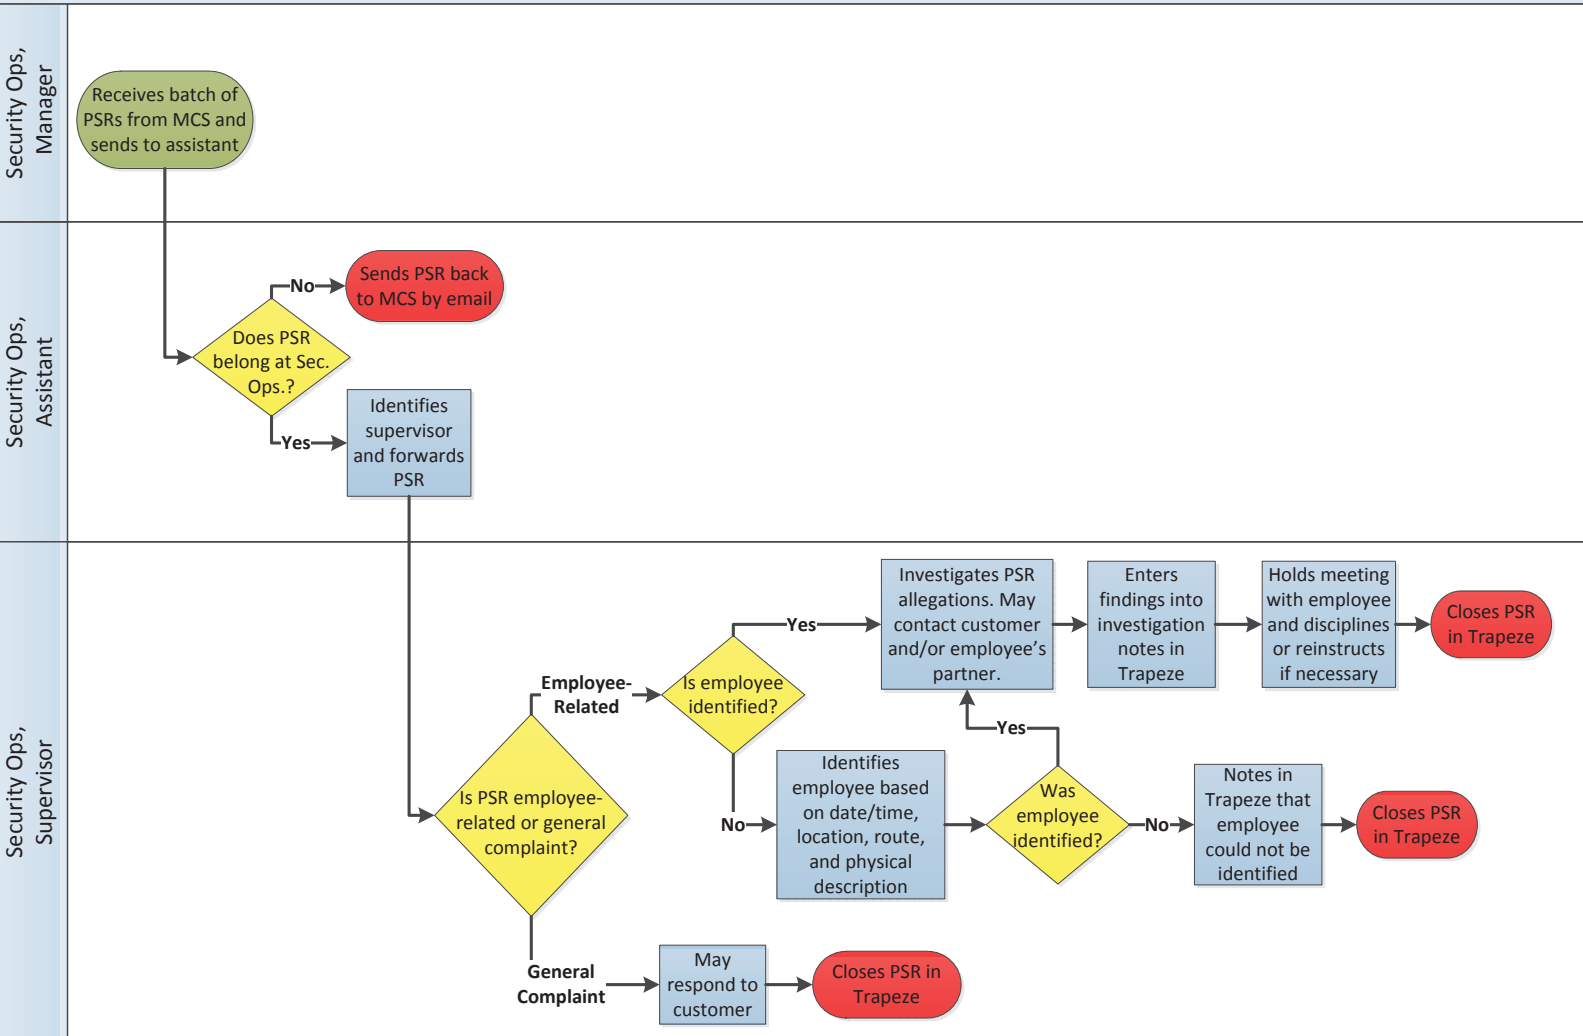 Security Ops,
Manager
Receives batch of
PSRs from MCS and
sends to assistant
Security Ops,
Assistant
Does PSR
belong at Sec.
Ops.?
No
Sends PSR back
to MCS by email
Yes
Identifies
supervisor
and forwards
PSR
Security Ops,
Supervisor
Is PSR employee-
related or general
complaint?
Employee-
Related
Is employee
identified?
Yes
Investigates PSR
allegations. May
contact customer
and/or employee's
partner.
Enters
findings into
investigation
notes in
Trapeze
Holds meeting
with employee
and disciplines
or reinstructs
if necessary
Closes PSR
in Trapeze
No
Identifies
employee based
on date/time,
location, route,
and physical
description
Was
employee
identified?
Yes
No
Notes in
Trapeze that
employee
could not be
identified
Closes PSR
in Trapeze
General
Complaint
May
respond to
customer
Closes PSR in
Trapeze